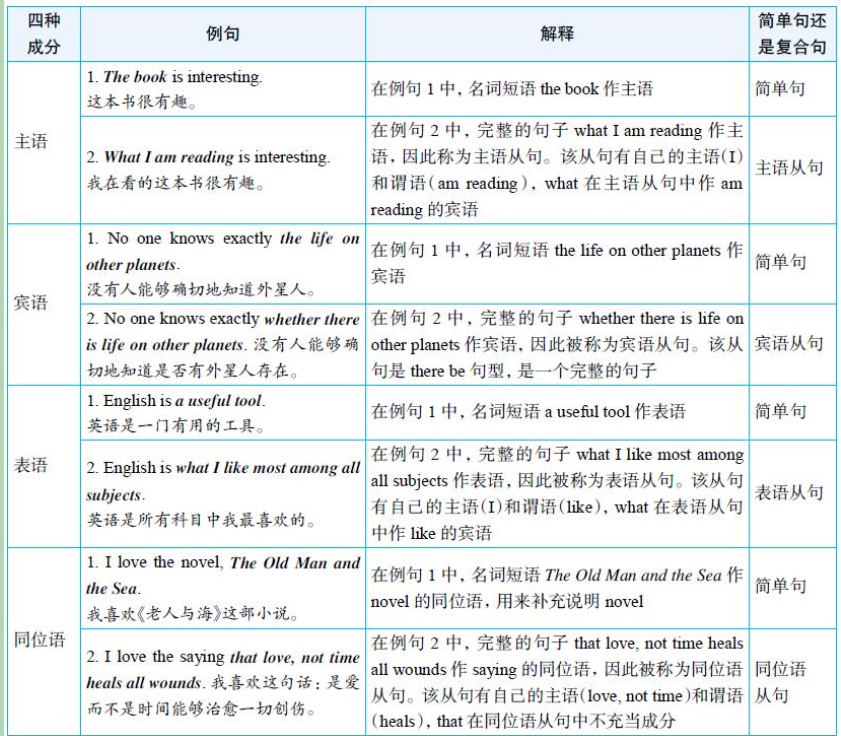 四种
成分
例句
解释
简单句还
是复合句
主语
1. The book is interesting.
这本书很有趣。
在例句 1 中，名词短语 the book 作主语
简单句
2. What I am reading is interesting.
我在看的这本书很有趣。
在例句 2 中，完整的句子 what I am reading 作主
语，因此称为主语从句。该从句有自己的主语(I)
和谓语(am reading)，what 在主语从句中作 am
reading 的宾语
主语从句
宾语
1. No one knows exactly the life on
other planets.
没有人能够确切地知道外星人。
在例句 1 中，名词短语 the life on other planets 作
宾语
简单句
2. No one knows exactly whether there
is life on other planets. 没有人能够确
切地知道是否有外星人存在。
在例句 2 中，完整的句子 whether there is life on
other planets 作宾语，因此被称为宾语从句。该从
句是 there be 句型，是一个完整的句子
宾语从句
表语
1. English is a useful tool.
英语是一门有用的工具。
在例句 1 中，名词短语 a useful tool 作表语
简单句
2. English is what I like most among all
subjects.
英语是所有科目中我最喜欢的。
在例句 2 中，完整的句子 what I like most among
all subjects 作表语，因此被称为表语从句。该从句
有自己的主语(I)和谓语(like)，what 在表语从句
中作 like 的宾语
表语从句
同位语
1. I love the novel, The Old Man and
the Sea.
我喜欢《老人与海》这部小说。
在例句 1 中，名词短语 The Old Man and the Sea 作
novel 的同位语，用来补充说明 novel
简单句
2. I love the saying that love, not time
heals all wounds. 我喜欢这句话：是爱
而不是时间能够治愈一切创伤。
在例句 2 中，完整的句子 that love, not time heals
all wounds 作 saying 的同位语，因此被称为同位语
从句。该从句有自己的主语(love, not time)和谓语
(heals)，that 在同位语从句中不充当成分
同位语
从句